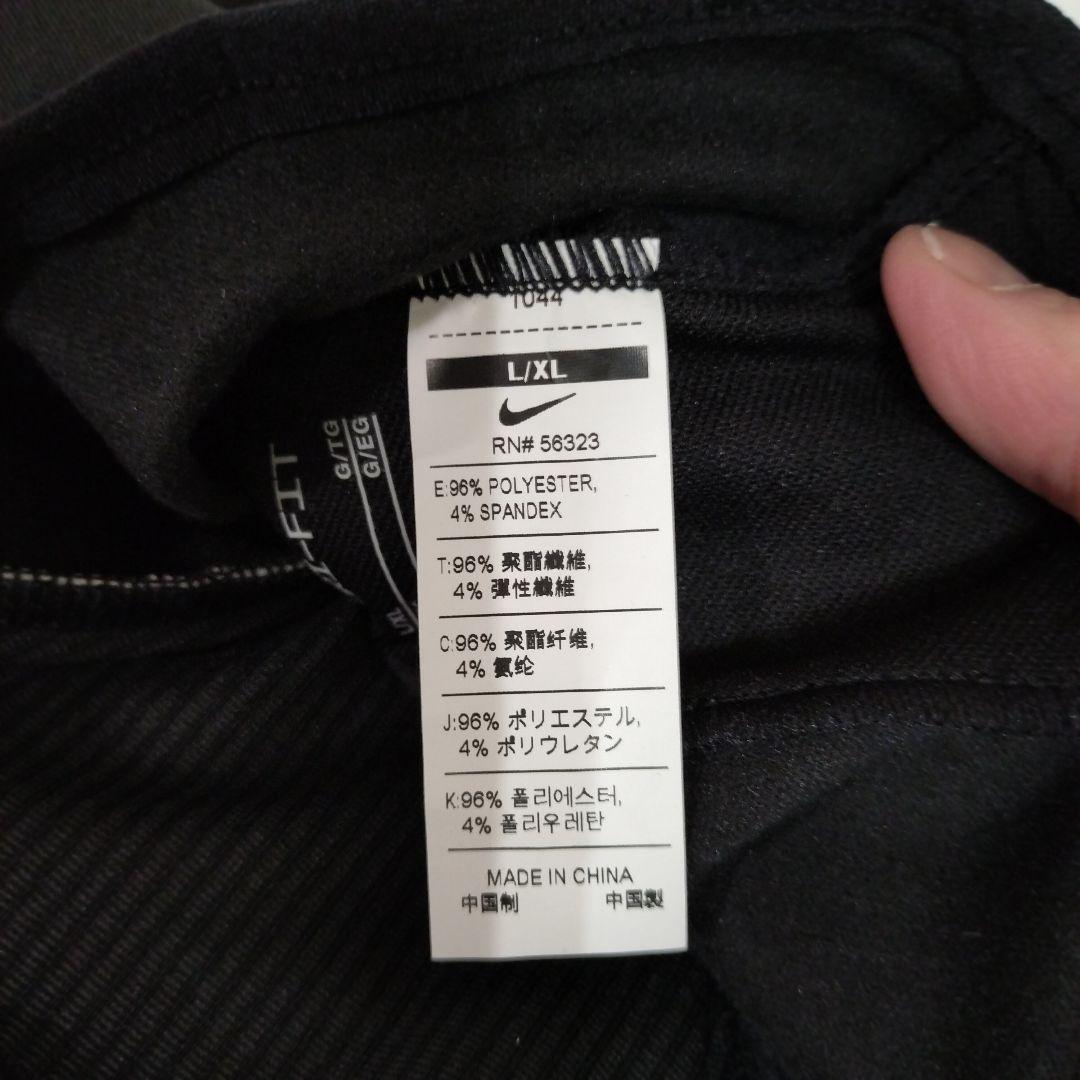 1044
L/XL
RN# 56323
E:96% POLYESTER,
4% SPANDEX
T:96% 聚酯纖維,
4% 彈性纖維
C:96% 聚酯纤维,
4% 氨纶
J:96% ポリエステル,
4% ポリウレタン
K:96% 폴리에스터,
4% 폴리우레탄
MADE IN CHINA
中国制 中国製
-FIT
G/TG
G/EG